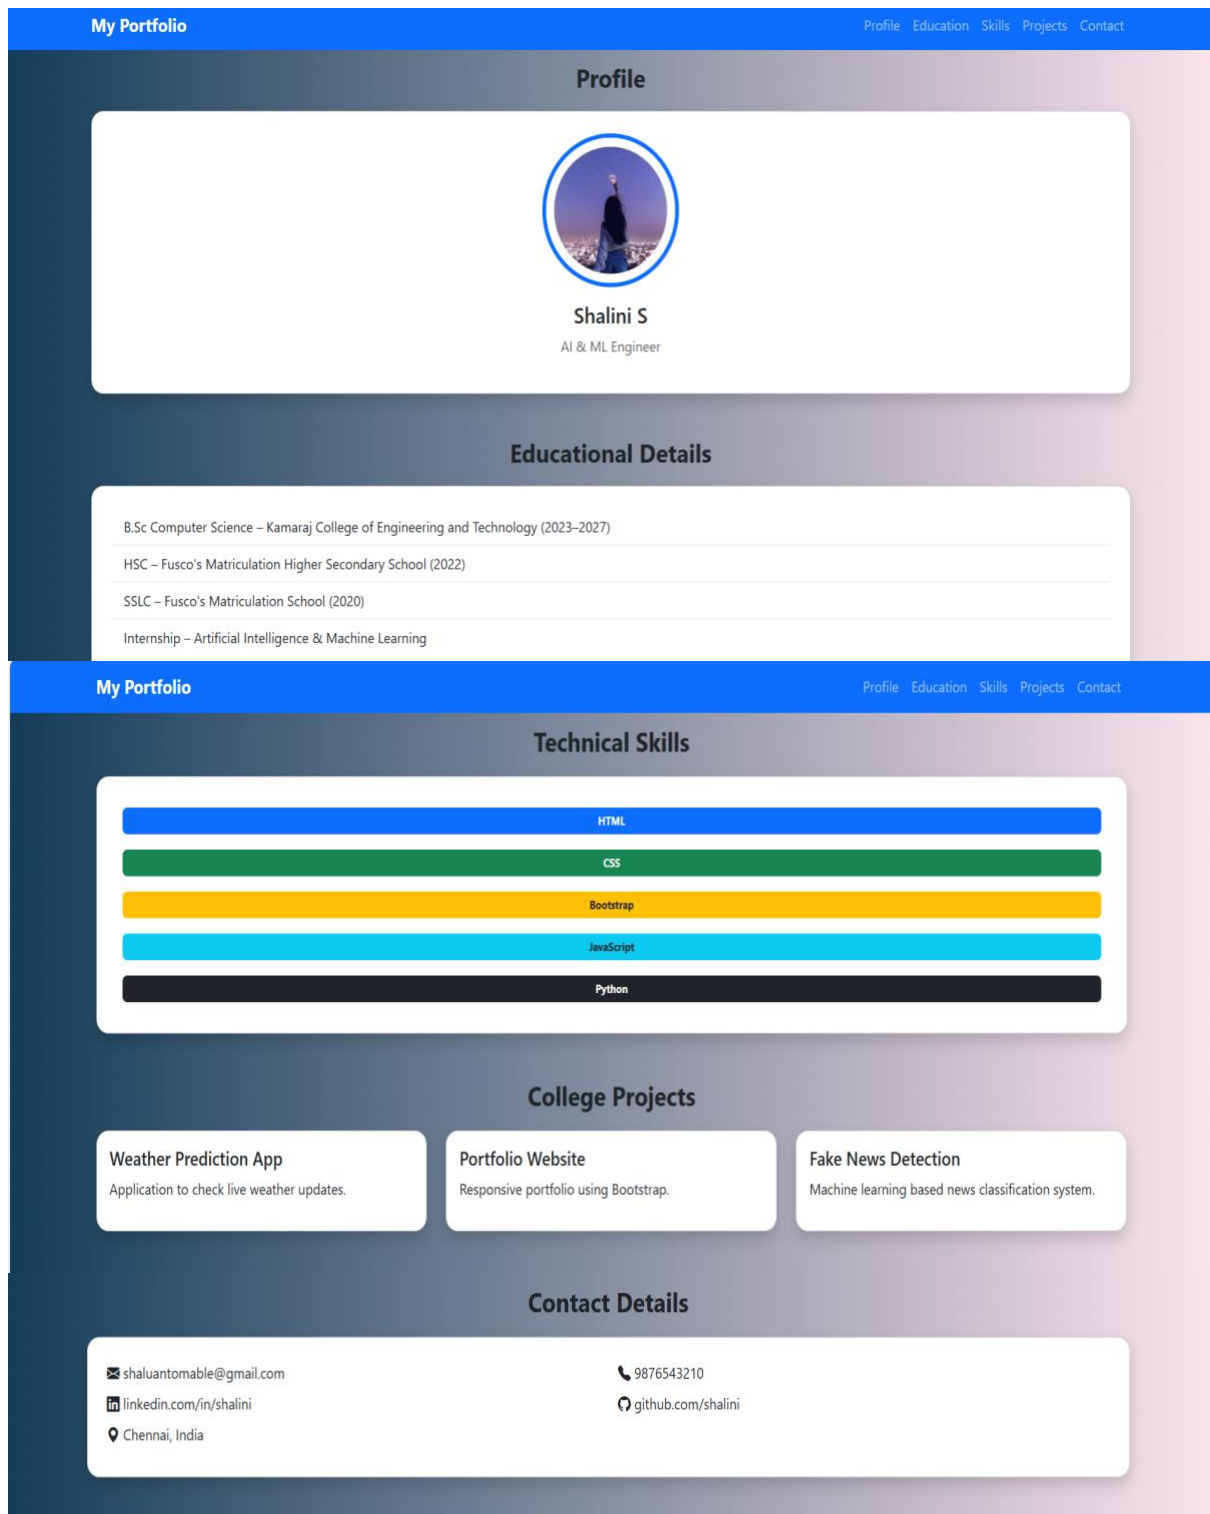 My Portfolio
Profile Education Skills Projects Contact
Profile
Shalini S
AI & ML Engineer
Educational Details
B.Sc Computer Science – Kamaraj College of Engineering and Technology (2023–2027)
HSC – Fusco's Matriculation Higher Secondary School (2022)
SSLC – Fusco's Matriculation School (2020)
Internship – Artificial Intelligence & Machine Learning
My Portfolio
Profile Education Skills Projects Contact
Technical Skills
HTML
CSS
Bootstrap
JavaScript
Python
College Projects
Weather Prediction App
Application to check live weather updates.
Portfolio Website
Responsive portfolio using Bootstrap.
Fake News Detection
Machine learning based news classification system.
Contact Details
shaluantomable@gmail.com
9876543210
linkedin.com/in/shalini
github.com/shalini
Chennai, India